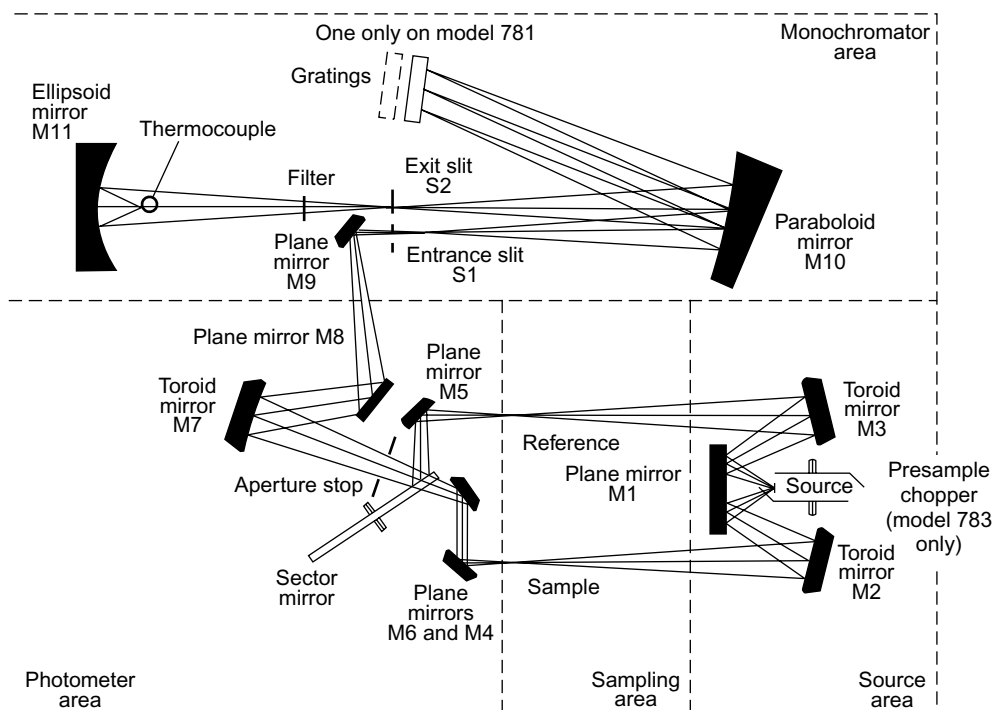 One only on model 781
Gratings
Monochromator
area
Ellipsoid
mirror
M11
Thermocouple
Filter
Exit slit
S2
Plane
mirror
M9
Entrance slit
S1
Paraboloid
mirror
M10
Plane mirror M8
Plane
mirror
M5
Toroid
mirror
M7
Toroid
mirror
M3
Reference
Plane mirror
M1
Source
Presample
chopper
(model 783
only)
Aperture stop
Sector
mirror
Plane
mirrors
M6 and M4
Sample
Toroid
mirror
M2
Photometer
area
Sampling
area
Source
area